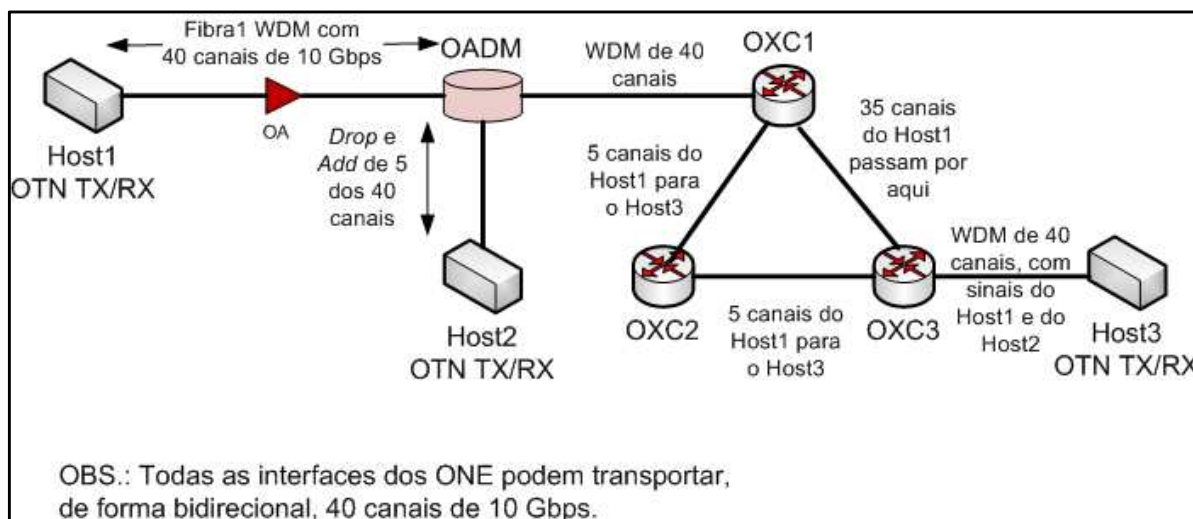 Fibra1 WDM com
40 canais de 10 Gbps
OADM
WDM de 40
canais
OXC1
OA
Host1
OTN TX/RX
Drop e
Add de 5
dos 40
canais
5 canais do
Host1 para
o Host3
35 canais
do Host1
passam por
aqui
Host2
OTN TX/RX
OXC2
5 canais do
Host1 para
o Host3
OXC3
WDM de 40
canais, com
sinais do
Host1 e do
Host2
Host3
OTN TX/RX
OBS.: Todas as interfaces dos ONE podem transportar,
de forma bidirecional, 40 canais de 10 Gbps.